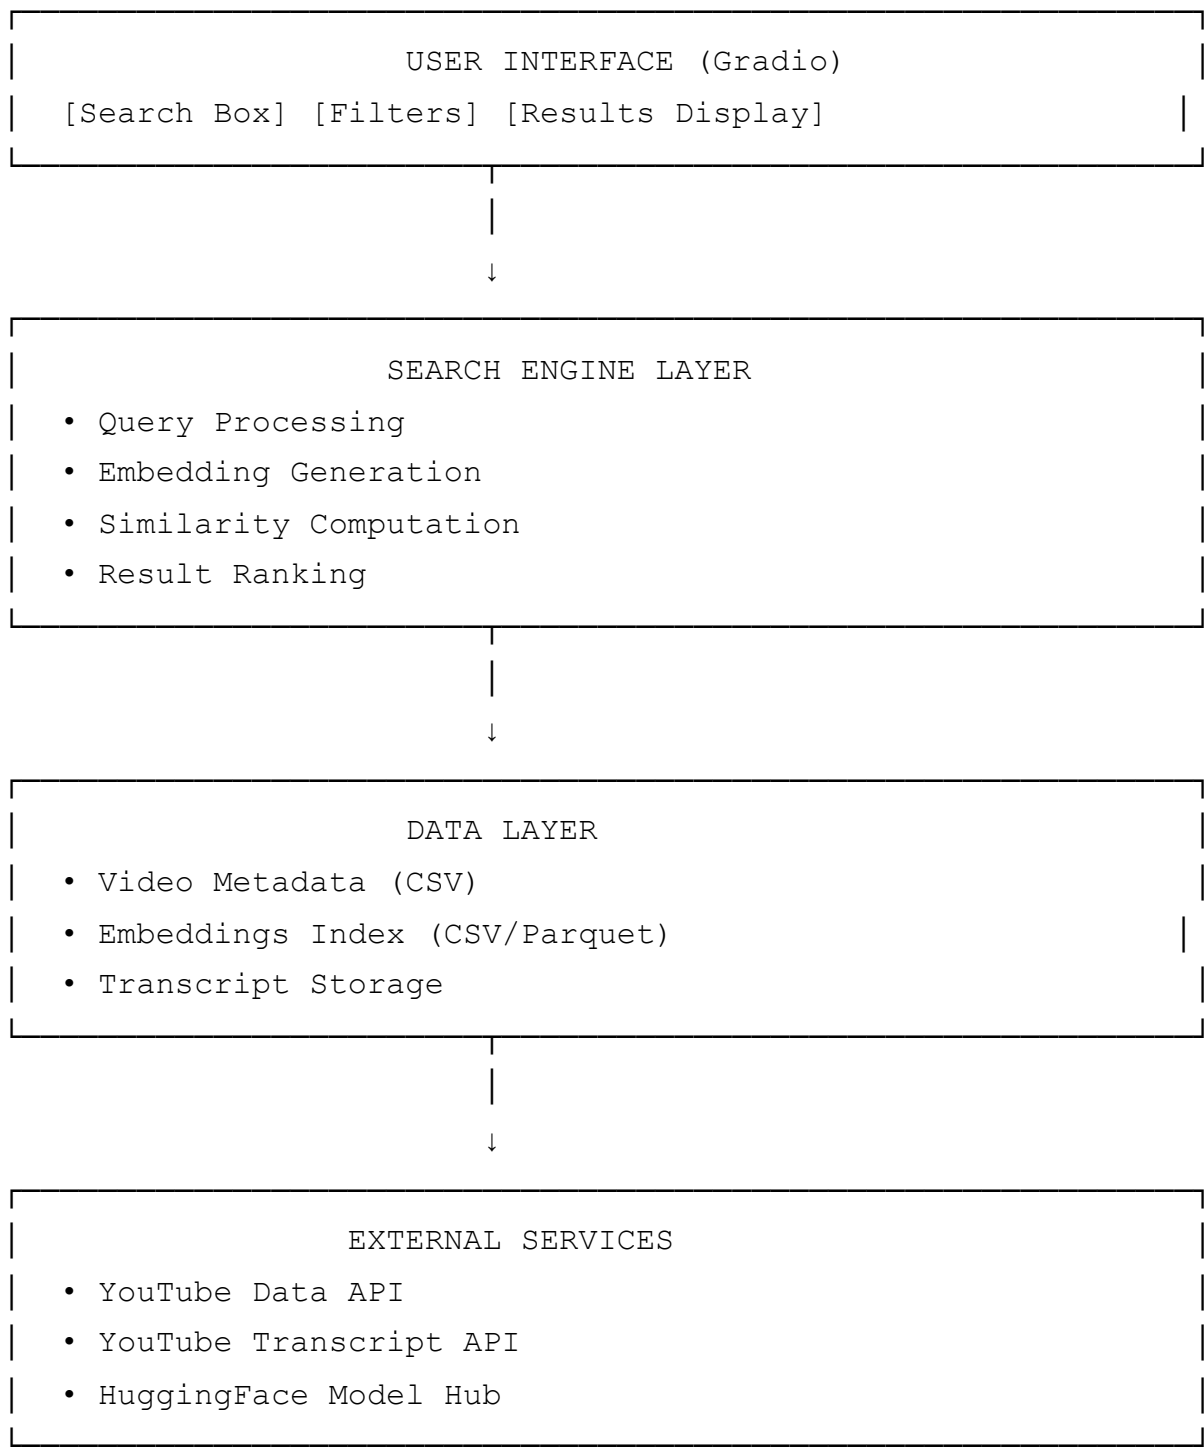 USER INTERFACE (Gradio)
[Search Box] [Filters] [Results Display]
↓
SEARCH ENGINE LAYER
• Query Processing
• Embedding Generation
• Similarity Computation
• Result Ranking
↓
DATA LAYER
• Video Metadata (CSV)
• Embeddings Index (CSV/Parquet)
• Transcript Storage
↓
EXTERNAL SERVICES
• YouTube Data API
• YouTube Transcript API
• HuggingFace Model Hub